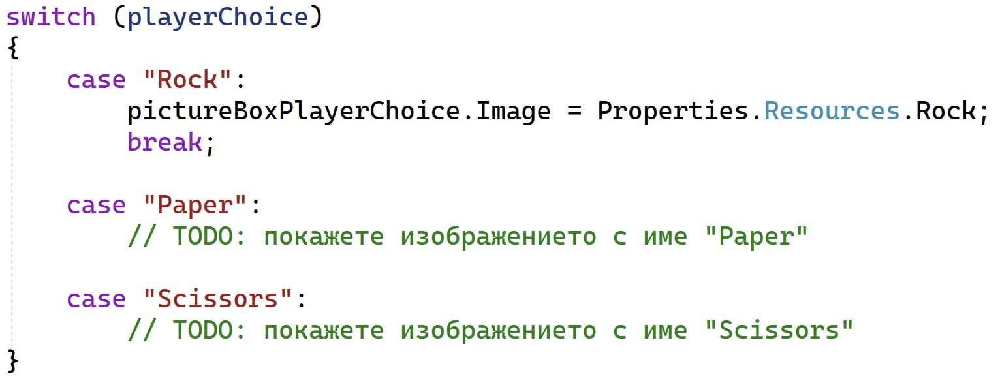 switch (playerChoice)
{
case "Rock":
pictureBoxPlayerChoice.Image = Properties.Resources.Rock;
break;
case "Paper":
// TODO: покажете изображението с име "Paper"
case "Scissors":
// TODO: покажете изображението с име "Scissors"
}